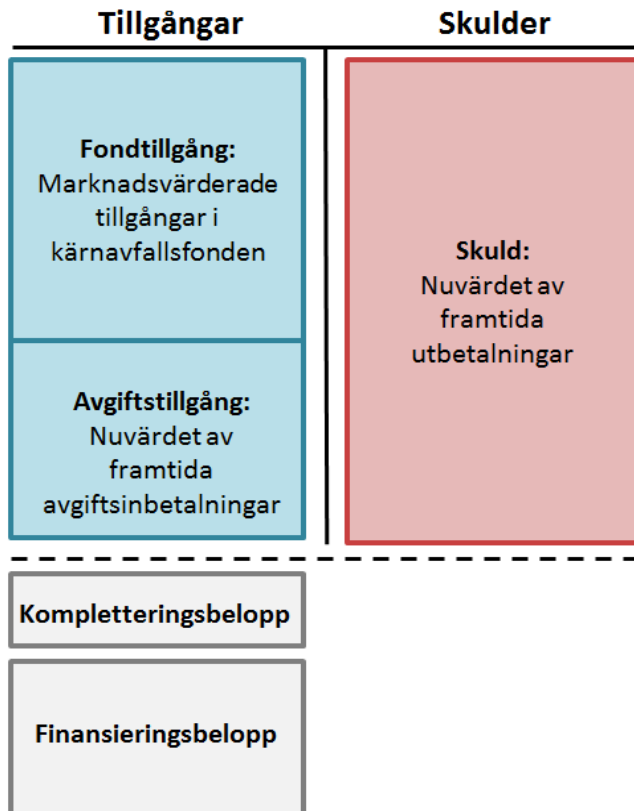 Tillgångar
Skulder
Fondtillgång:
Marknadsvärderade
tillgångar i
kärnavfallsfonden
Avgiftstillgång:
Nuvärdet av
framtida
avgiftsinbetalningar
Skuld:
Nuvärdet av
framtida
utbetalningar
Kompletteringsbelopp
Finansieringsbelopp